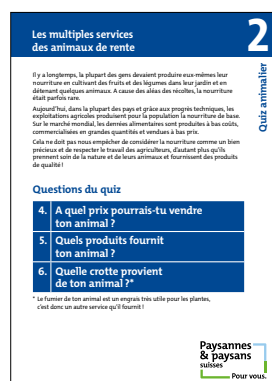 Les multiples services
des animaux de rente
2
Quiz animalier
Il y a longtemps, la plupart des gens devaient produire eux-mêmes leur
nourriture en cultivant des fruits et des légumes dans leur jardin et en
détenant quelques animaux. A cause des aléas des récoltes, la nourriture
était parfois rare.
Aujourd'hui, dans la plupart des pays et grâce aux progrès techniques, les
exploitations agricoles produisent pour la population la nourriture de base.
Sur le marché mondial, les denrées alimentaires sont produites à bas coûts,
commercialisées en grandes quantités et vendues à bas prix.
Cela ne doit pas nous empêcher de considérer la nourriture comme un bien
précieux et de respecter le travail des agriculteurs, d'autant plus qu'ils
prennent soin de la nature et de leurs animaux et fournissent des produits
de qualité !
Questions du quiz
4. A quel prix pourrais-tu vendre
ton animal ?
5. Quels produits fournit
ton animal ?
6. Quelle crotte provient
de ton animal ?*
* Le fumier de ton animal est un engrais très utile pour les plantes,
c'est donc un autre service qu'il fournit !
Paysannes
& paysans
suisses
Pour vous.